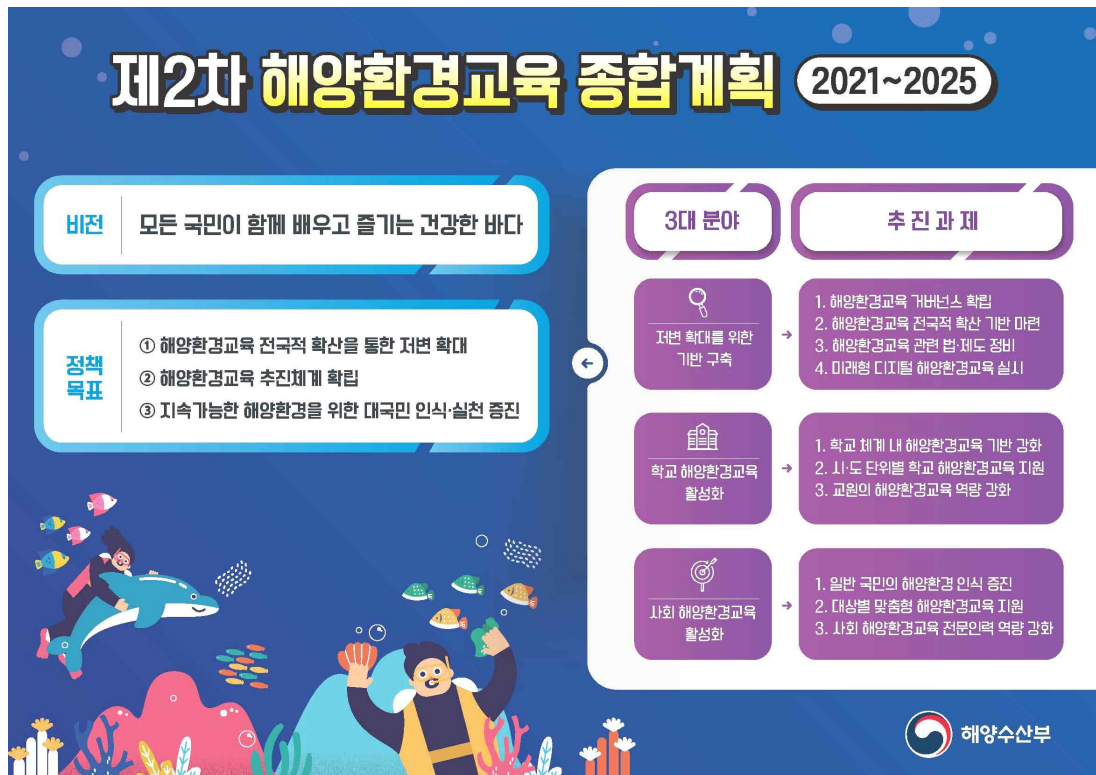 제2차 해양환경교육 종합계획 2021~2025
비전
모든 국민이 함께 배우고 즐기는 건강한 바다
정책
목표
① 해양환경교육 전국적 확산을 통한 저변 확대
② 해양환경교육 추진체계 확립
③ 지속가능한 해양환경을 위한 대국민 인식·실천 증진
3대 분야
추진과제
저변 확대를 위한
기반 구축
1. 해양환경교육 거버넌스 확립
2. 해양환경교육 전국적 확산 기반 마련
3. 해양환경교육 관련 법·제도 정비
4. 미래형 디지털 해양환경교육 실시
학교 해양환경교육
활성화
1. 학교 체계 내 해양환경교육 기반 강화
2. 시·도 단위별 학교 해양환경교육 지원
3. 교원의 해양환경교육 역량 강화
사회 해양환경교육
활성화
1. 일반 국민의 해양환경 인식 증진
2. 대상별 맞춤형 해양환경교육 지원
3. 사회 해양환경교육 전문인력 역량 강화
해양수산부